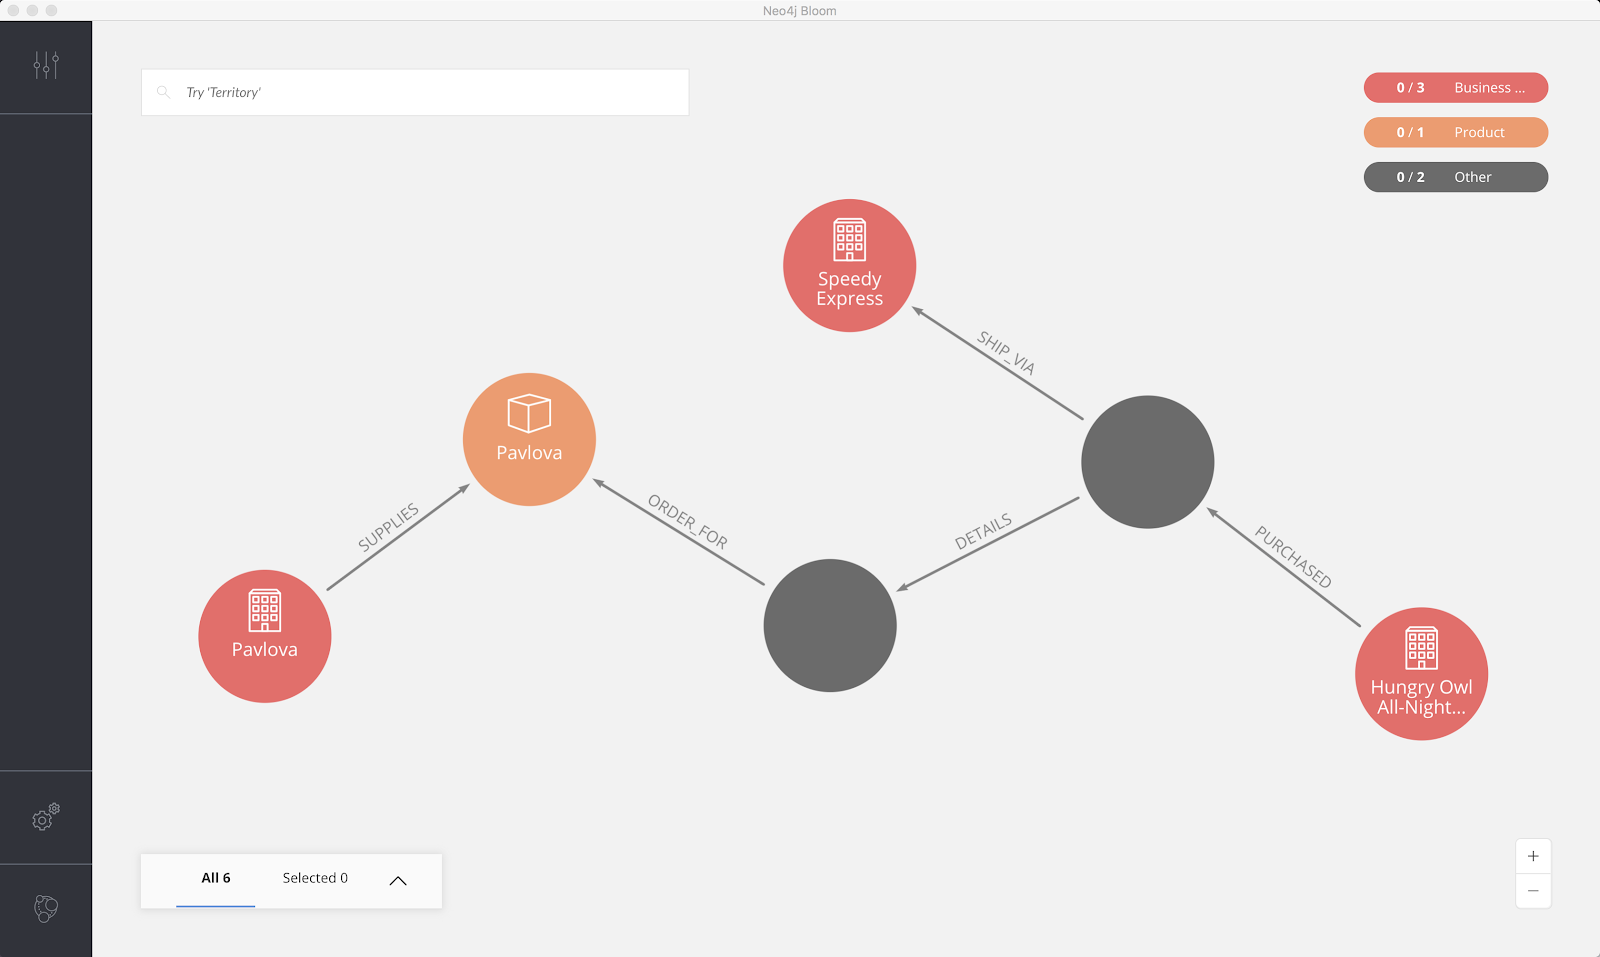 Neo4j Bloom
Try 'Territory'
0 / 3 Business ...
0 / 1 Product
0 / 2 Other
Speedy
Express
SHIP_VIA
Pavlova
SUPPLIES
ORDER_FOR
DETAILS
PURCHASED
Pavlova
Hungry Owl
All-Night...
All 6
Selected 0
+
−